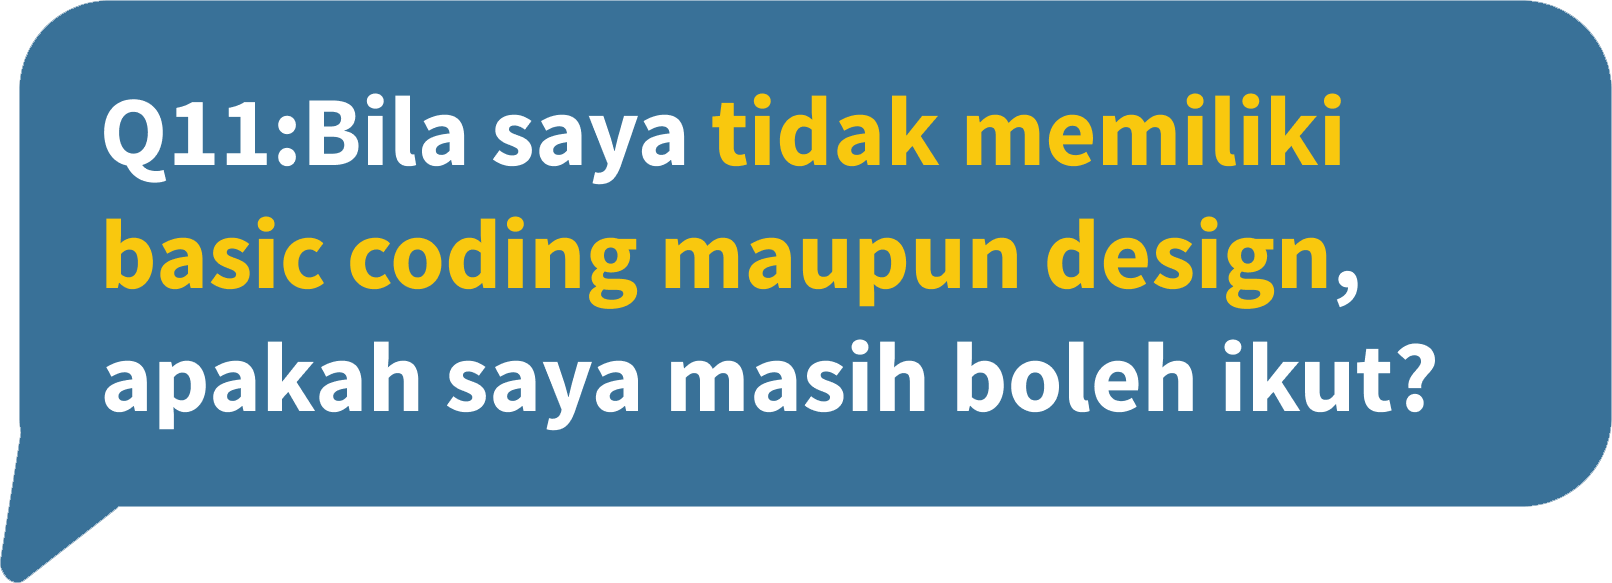 Q11:Bila saya tidak memiliki
basic coding maupun design,
apakah saya masih boleh ikut?